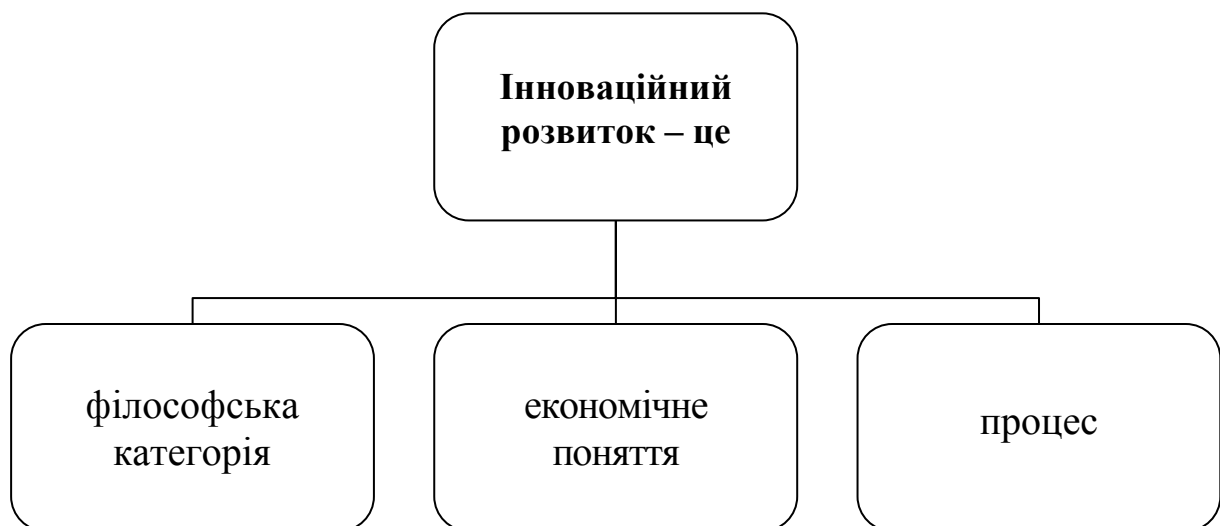 Інноваційний
розвиток – це
філософська
категорія
економічне
поняття
процес